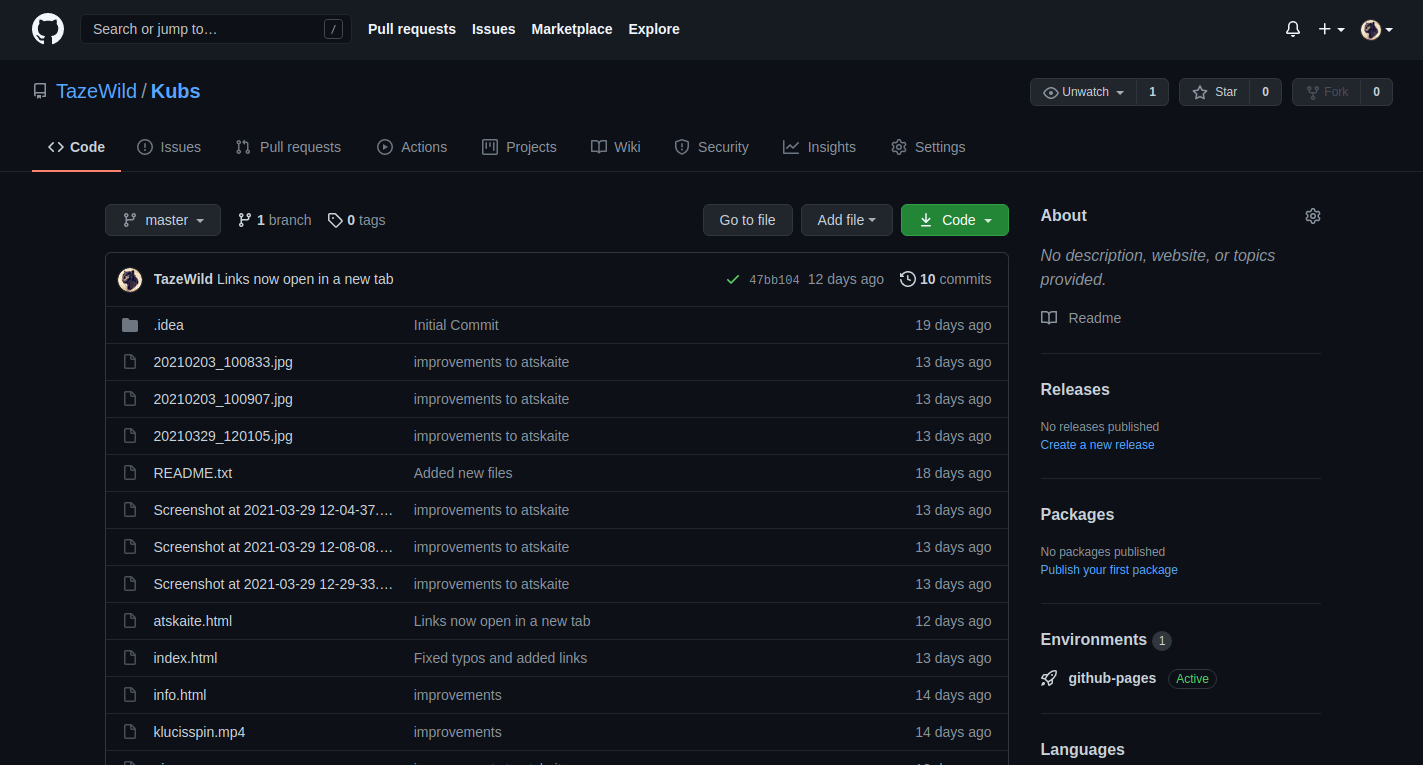 Search or jump to… /
Pull requests Issues Marketplace Explore
TazeWild / Kubs
Unwatch 1 Star 0 Fork 0
Code Issues Pull requests Actions Projects Wiki Security Insights Settings
master 1 branch 0 tags Go to file Add file Code
TazeWild Links now open in a new tab 47bb104 12 days ago 10 commits
.idea Initial Commit 19 days ago
20210203_100833.jpg improvements to atskaite 13 days ago
20210203_100907.jpg improvements to atskaite 13 days ago
20210329_120105.jpg improvements to atskaite 13 days ago
README.txt Added new files 18 days ago
Screenshot at 2021-03-29 12-04-37.… improvements to atskaite 13 days ago
Screenshot at 2021-03-29 12-08-08.… improvements to atskaite 13 days ago
Screenshot at 2021-03-29 12-29-33.… improvements to atskaite 13 days ago
atskaite.html Links now open in a new tab 12 days ago
index.html Fixed typos and added links 13 days ago
info.html improvements 14 days ago
klucisspin.mp4 improvements 14 days ago
About
No description, website, or topics
provided.
Readme
Releases
No releases published
Create a new release
Packages
No packages published
Publish your first package
Environments 1
github-pages Active
Languages